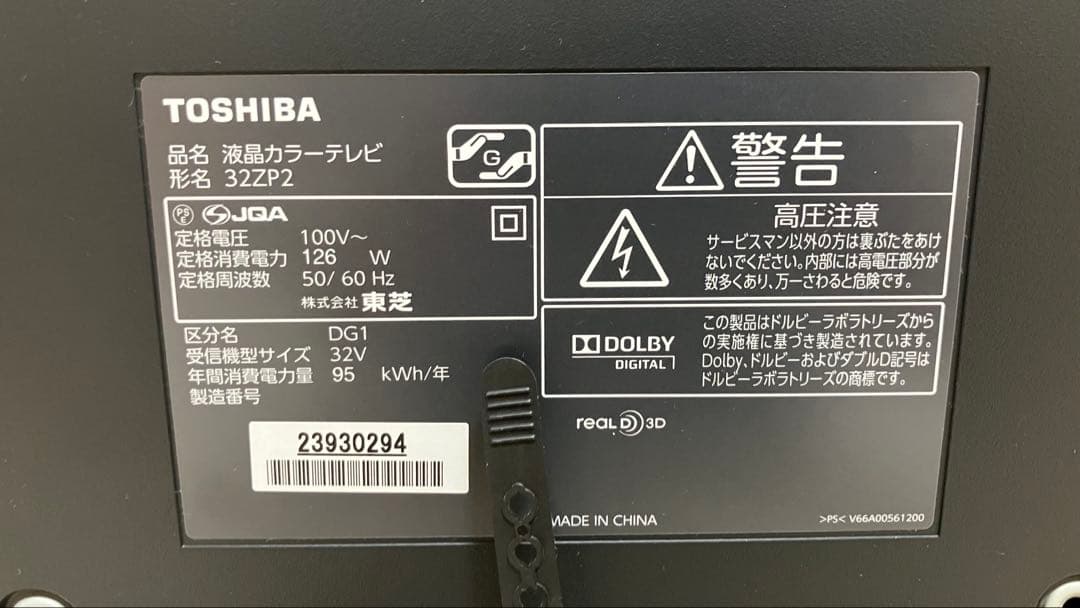 TOSHIBA
品名 液晶カラーテレビ
形名 32ZP2
G
PS E JQA
定格電圧 100V～
定格消費電力 126 W
定格周波数 50/60 Hz
株式会社 東芝
区分名 DG1
受信機型サイズ 32V
年間消費電力量 95 kWh/年
製造番号
23930294
警告
高圧注意
サービスマン以外の方は裏ぶたをあけ
ないでください。内部には高電圧部分が
数多くあり、万一さわると危険です。
DOLBY
DIGITAL
この製品はドルビーラボラトリーズから
の実施権に基づき製造されています。
Dolby、ドルビーおよびダブルD記号は
ドルビーラボラトリーズの商標です。
REALD 3D
MADE IN CHINA
>PS< V66A00561200